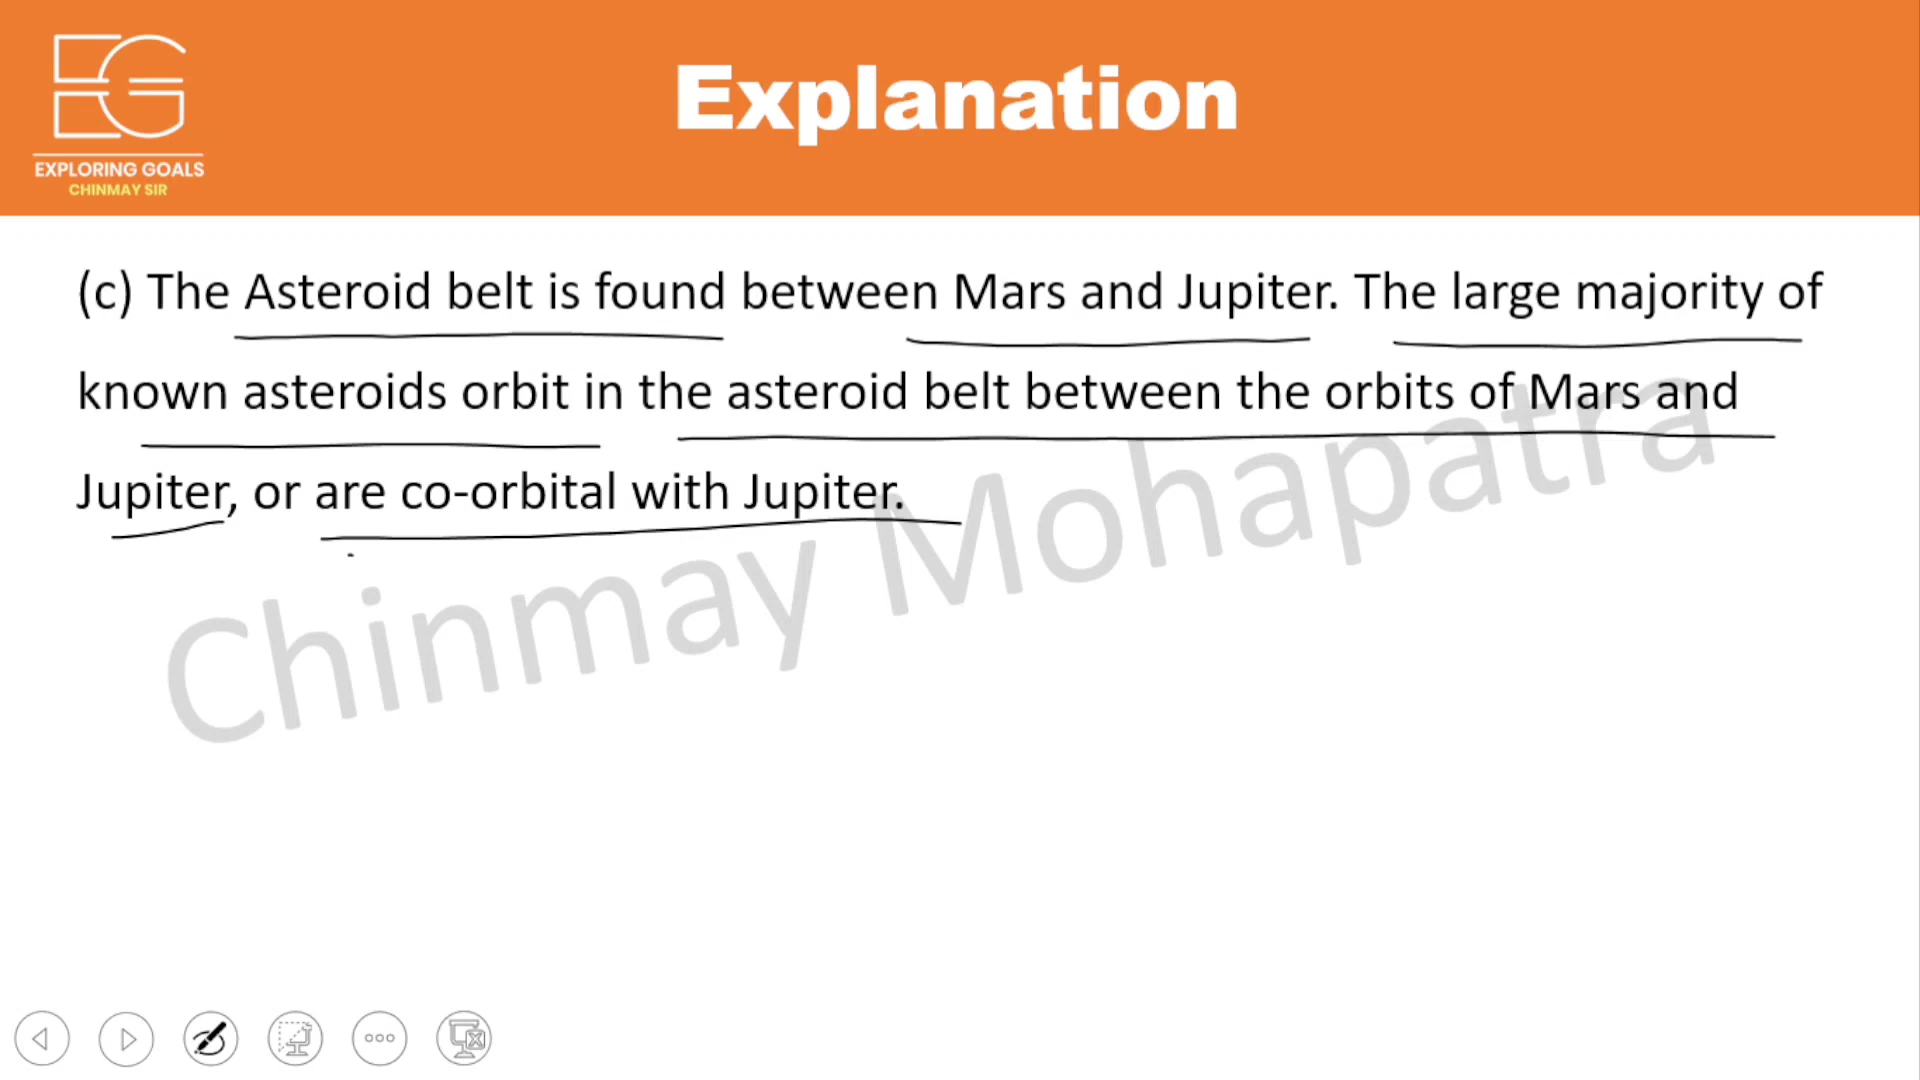 EG
EXPLORING GOALS
CHINMAY SIR
Explanation
(c) The Asteroid belt is found between Mars and Jupiter. The large majority of
known asteroids orbit in the asteroid belt between the orbits of Mars and
Jupiter, or are co-orbital with Jupiter.
Chinmay Mohapatra